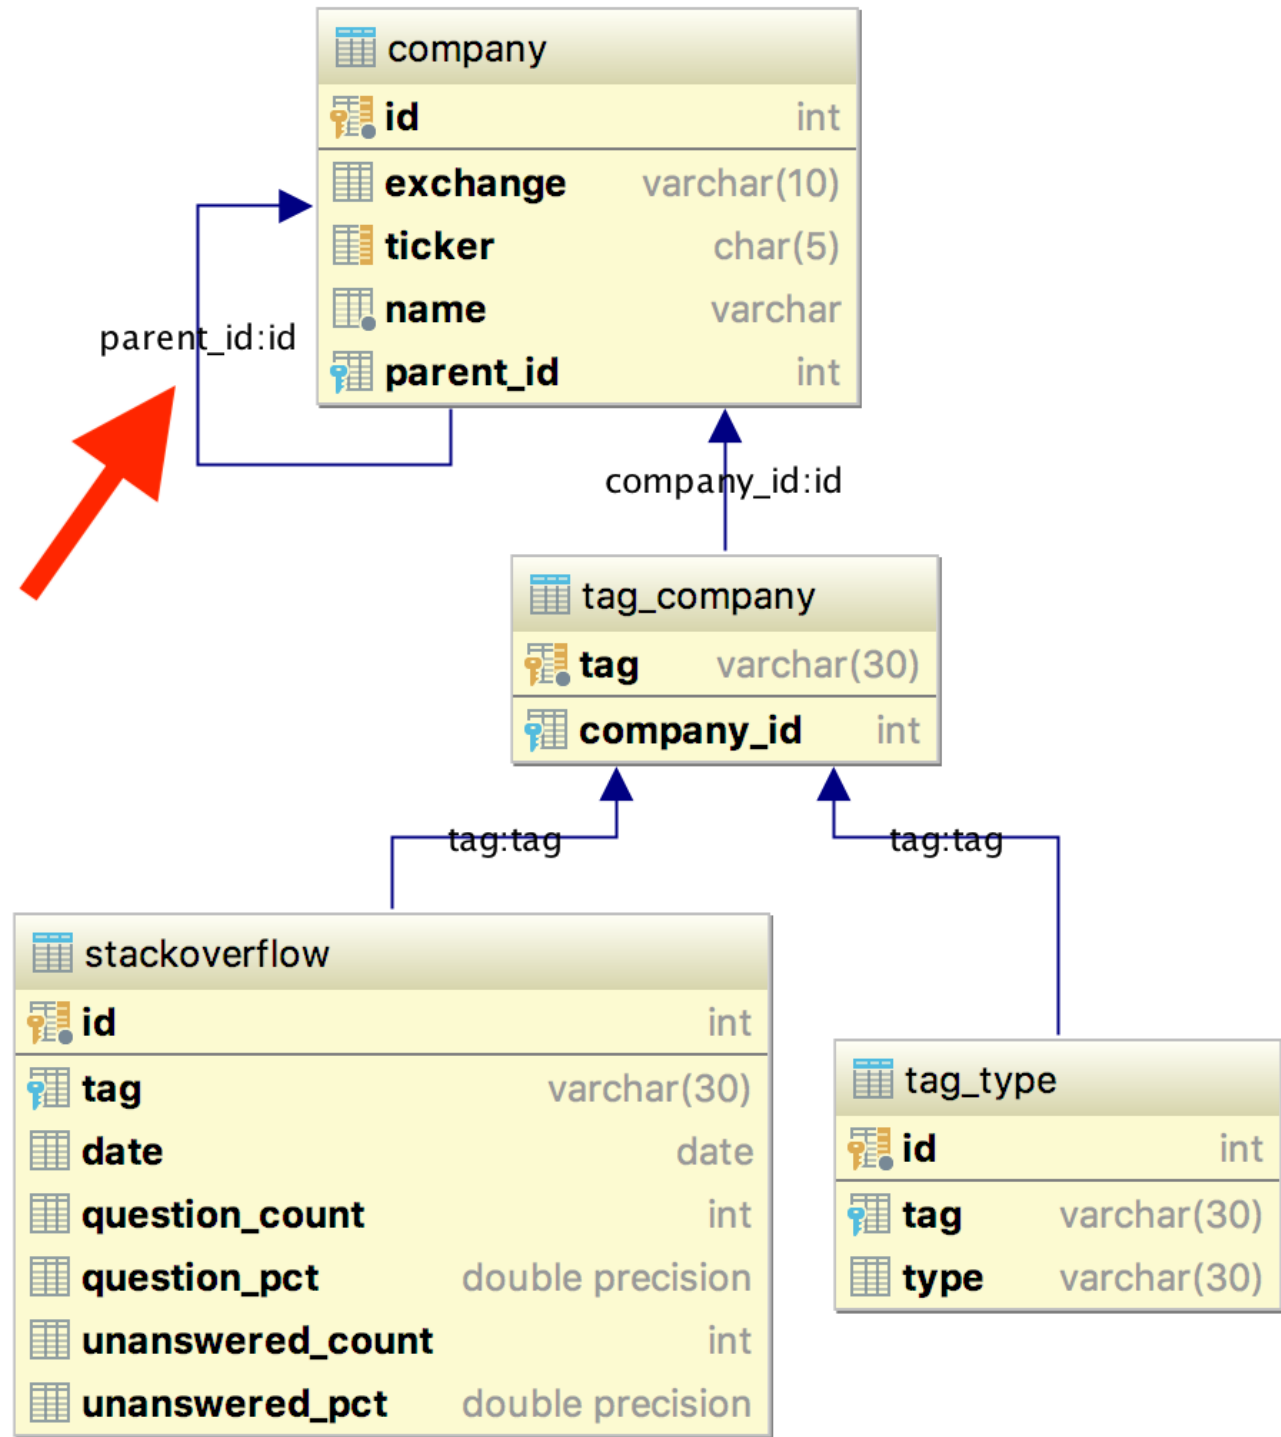 company
id int
exchange varchar(10)
ticker char(5)
name varchar
parent_id int
parent_id:id
company_id:id
tag_company
tag varchar(30)
company_id int
tag:tag
tag:tag
stackoverflow
id int
tag varchar(30)
date date
question_count int
question_pct double precision
unanswered_count int
unanswered_pct double precision
tag_type
id int
tag varchar(30)
type varchar(30)